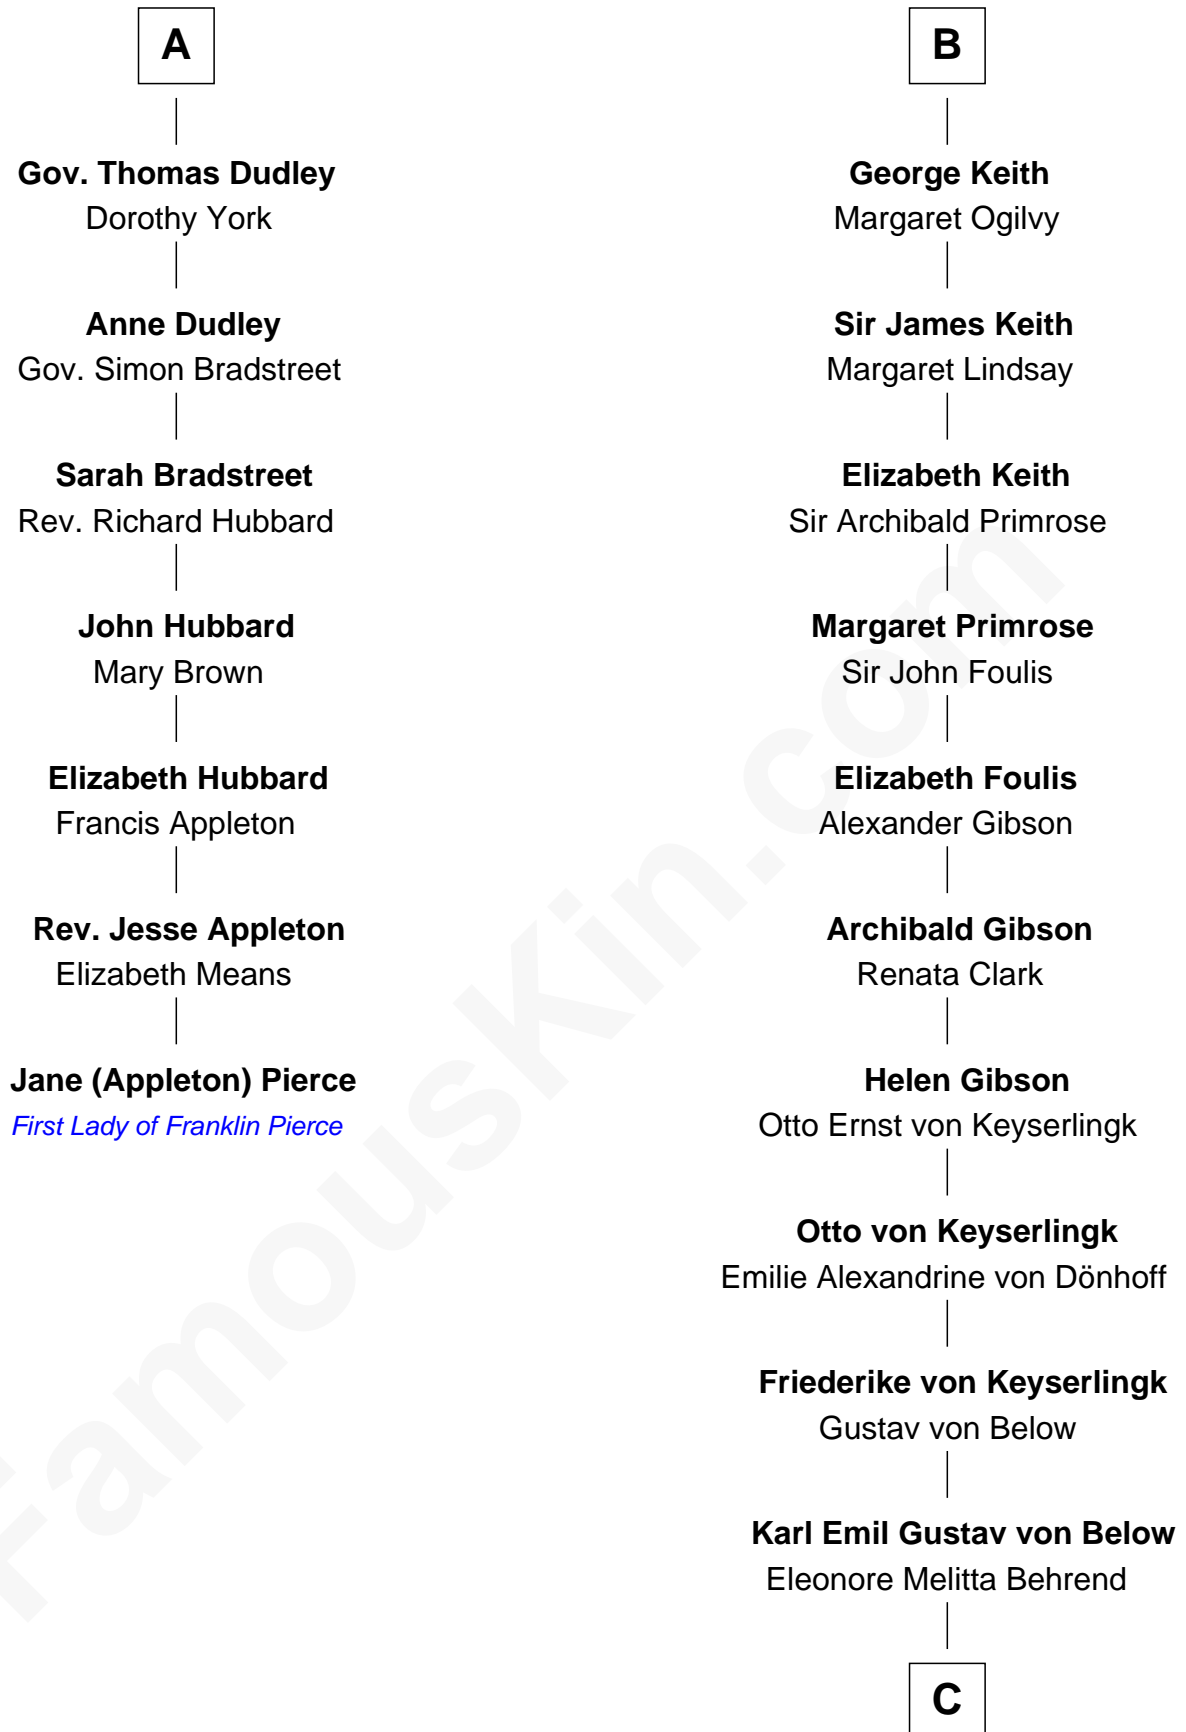 A
Gov. Thomas Dudley
Dorothy York
Anne Dudley
Gov. Simon Bradstreet
Sarah Bradstreet
Rev. Richard Hubbard
John Hubbard
Mary Brown
Elizabeth Hubbard
Francis Appleton
Rev. Jesse Appleton
Elizabeth Means
Jane (Appleton) Pierce
First Lady of Franklin Pierce
B
George Keith
Margaret Ogilvy
Sir James Keith
Margaret Lindsay
Elizabeth Keith
Sir Archibald Primrose
Margaret Primrose
Sir John Foulis
Elizabeth Foulis
Alexander Gibson
Archibald Gibson
Renata Clark
Helen Gibson
Otto Ernst von Keyserlingk
Otto von Keyserlingk
Emilie Alexandrine von Dönhoff
Friederike von Keyserlingk
Gustav von Below
Karl Emil Gustav von Below
Eleonore Melitta Behrend
C
FamousKin.com